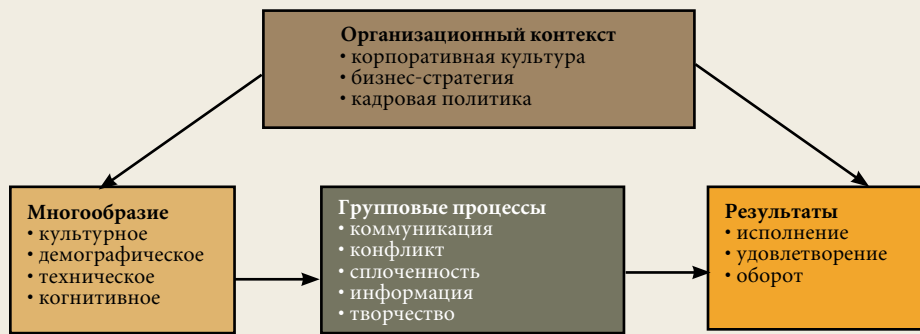 Организационный контекст
• корпоративная культура
• бизнес-стратегия
• кадровая политика
Многообразие
• культурное
• демографическое
• техническое
• когнитивное
Групповые процессы
• коммуникация
• конфликт
• сплоченность
• информация
• творчество
Результаты
• исполнение
• удовлетворение
• оборот